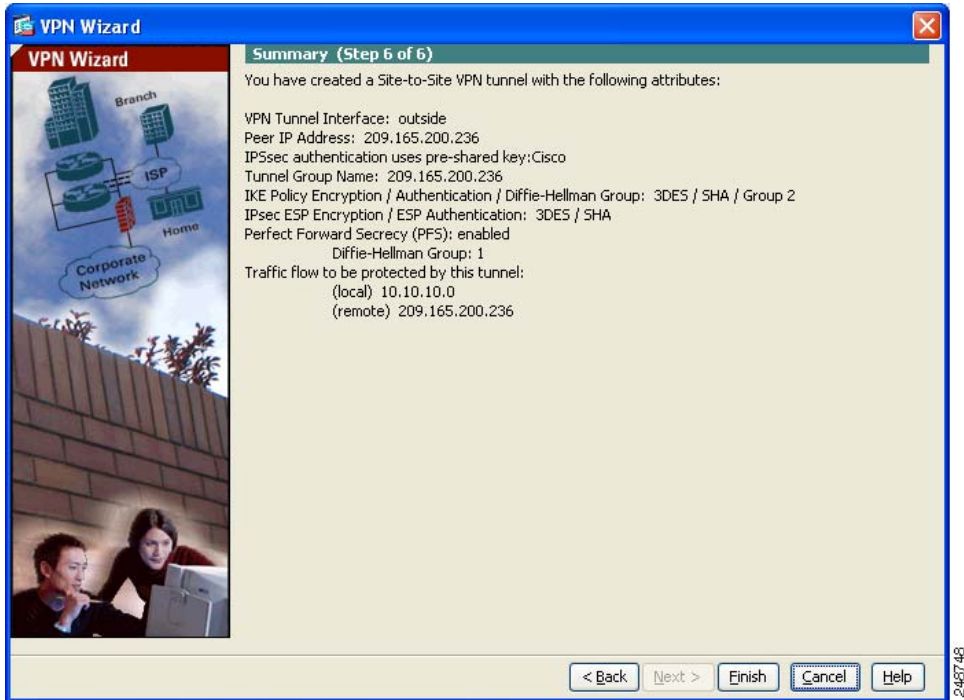 VPN Wizard
VPN Wizard
Branch
ISP
Home
Corporate
Network
Summary (Step 6 of 6)
You have created a Site-to-Site VPN tunnel with the following attributes:
VPN Tunnel Interface: outside
Peer IP Address: 209.165.200.236
IPSsec authentication uses pre-shared key:Cisco
Tunnel Group Name: 209.165.200.236
IKE Policy Encryption / Authentication / Diffie-Hellman Group: 3DES / SHA / Group 2
IPsec ESP Encryption / ESP Authentication: 3DES / SHA
Perfect Forward Secrecy (PFS): enabled
Diffie-Hellman Group: 1
Traffic flow to be protected by this tunnel:
(local) 10.10.10.0
(remote) 209.165.200.236
< Back
Next >
Finish
Cancel
Help
248748